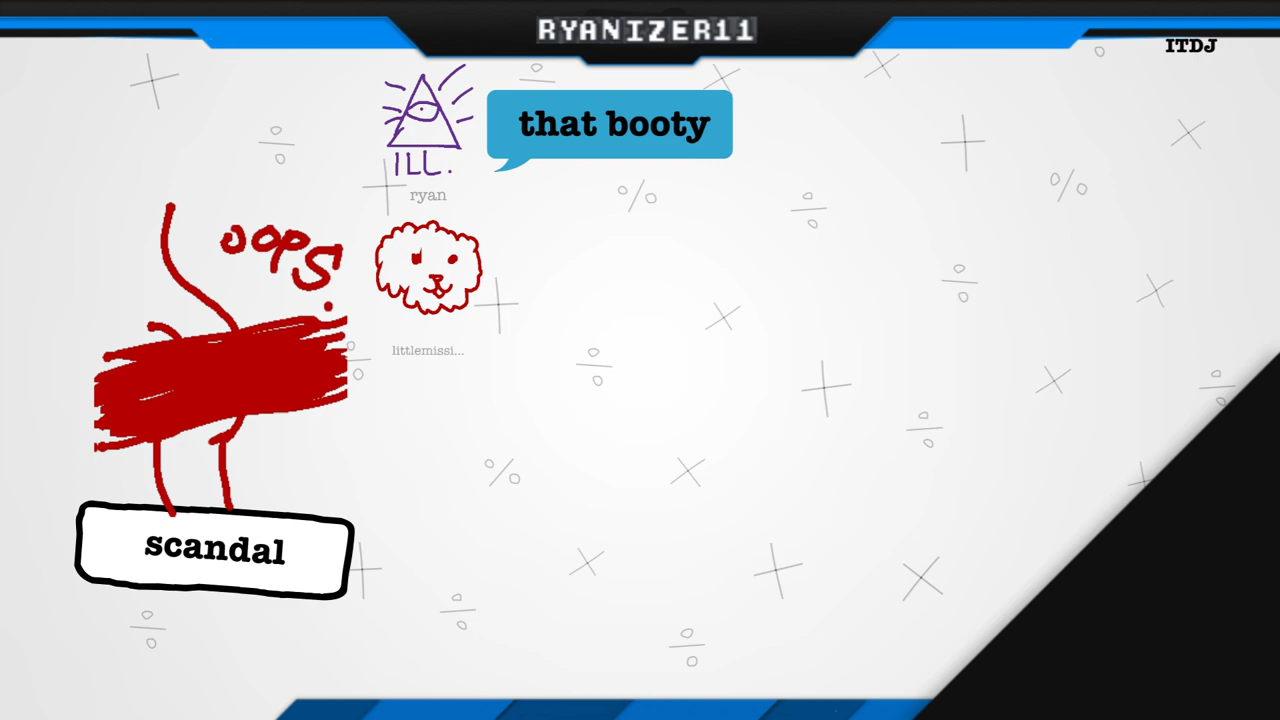 RYANIZER11
ITDJ
that booty
ILL.
ryan
oops.
littlemissi...
scandal